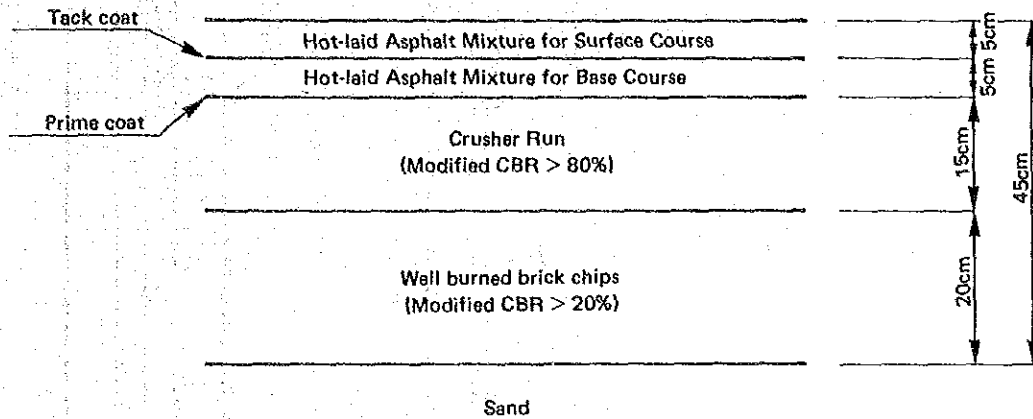 Tack coat
Hot-laid Asphalt Mixture for Surface Course
5cm
Hot-laid Asphalt Mixture for Base Course
5cm
Prime coat
Crusher Run
(Modified CBR > 80%)
15cm
45cm
Well burned brick chips
(Modified CBR > 20%)
20cm
Sand